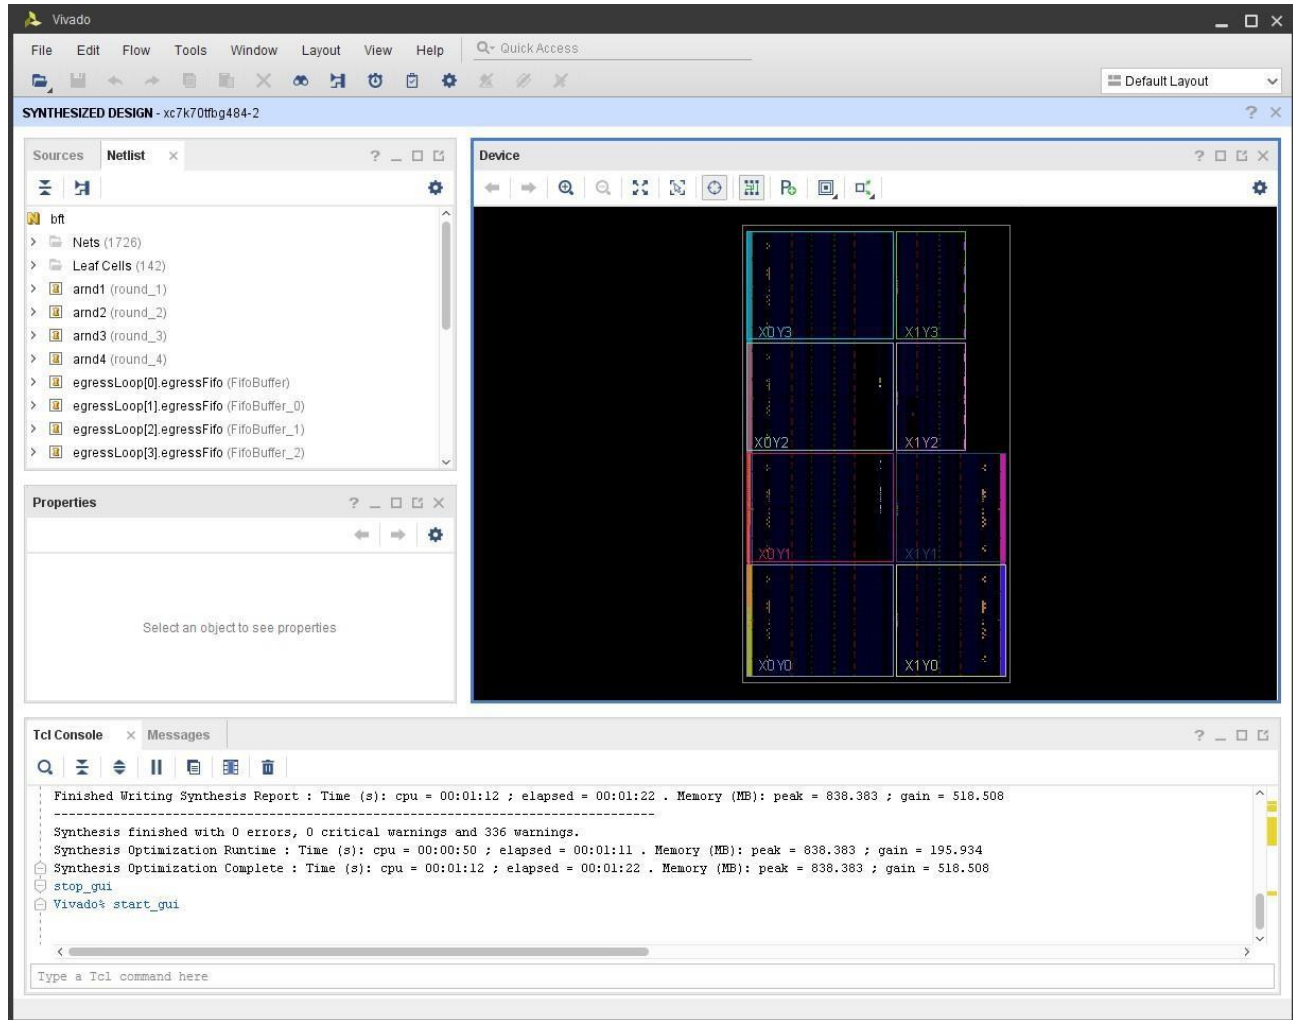 Vivado
File Edit Flow Tools Window Layout View Help Quick Access
Default Layout
SYNTHESIZED DESIGN - xc7k70tfbg484-2
Sources Netlist
bft
Nets (1726)
Leaf Cells (142)
arnd1 (round_1)
arnd2 (round_2)
arnd3 (round_3)
arnd4 (round_4)
egressLoop[0].egressFifo (FifoBuffer)
egressLoop[1].egressFifo (FifoBuffer_0)
egressLoop[2].egressFifo (FifoBuffer_1)
egressLoop[3].egressFifo (FifoBuffer_2)
Properties
Select an object to see properties
Device
X0Y3 X1Y3
X0Y2 X1Y2
X0Y1 X1Y1
X0Y0 X1Y0
Tcl Console Messages
Finished Writing Synthesis Report : Time (s): cpu = 00:01:12 ; elapsed = 00:01:22 . Memory (MB): peak = 838.383 ; gain = 518.508
---------------------------------------------------------------------------------
Synthesis finished with 0 errors, 0 critical warnings and 336 warnings.
Synthesis Optimization Runtime : Time (s): cpu = 00:00:50 ; elapsed = 00:01:11 . Memory (MB): peak = 838.383 ; gain = 195.934
Synthesis Optimization Complete : Time (s): cpu = 00:01:12 ; elapsed = 00:01:22 . Memory (MB): peak = 838.383 ; gain = 518.508
stop_gui
Vivado% start_gui
Type a Tcl command here